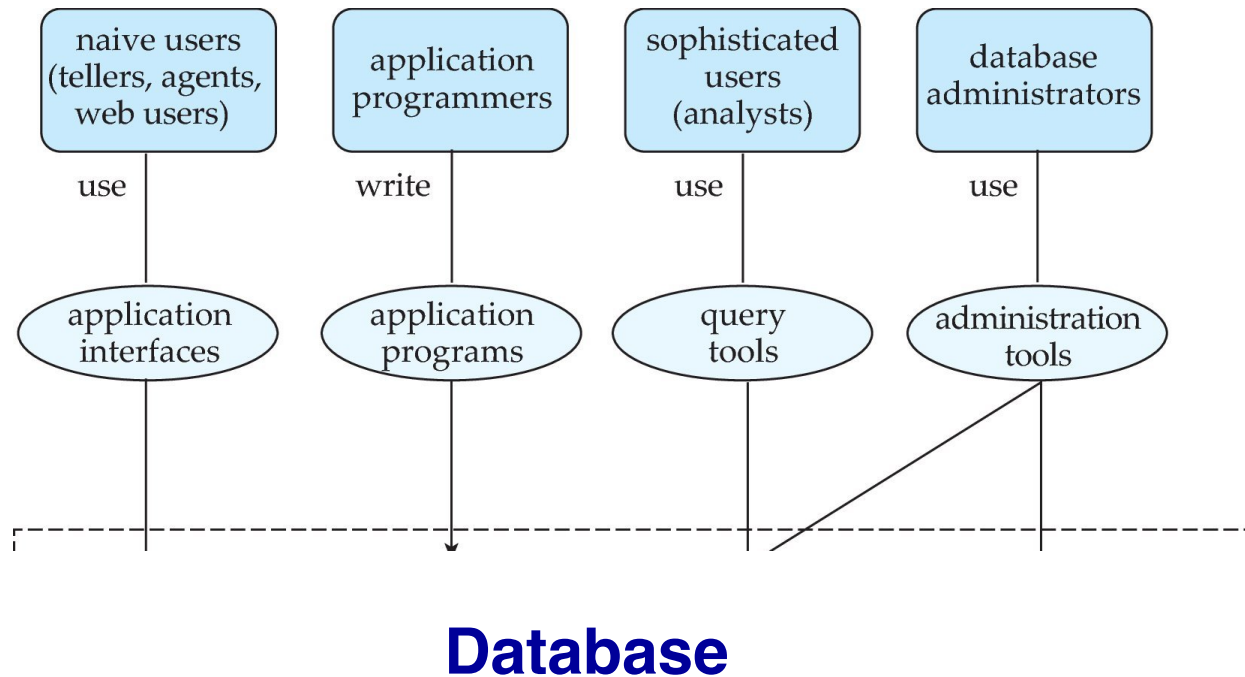 naive users
(tellers, agents,
web users)
application
programmers
sophisticated
users
(analysts)
database
administrators
use
write
use
use
application
interfaces
application
programs
query
tools
administration
tools
Database